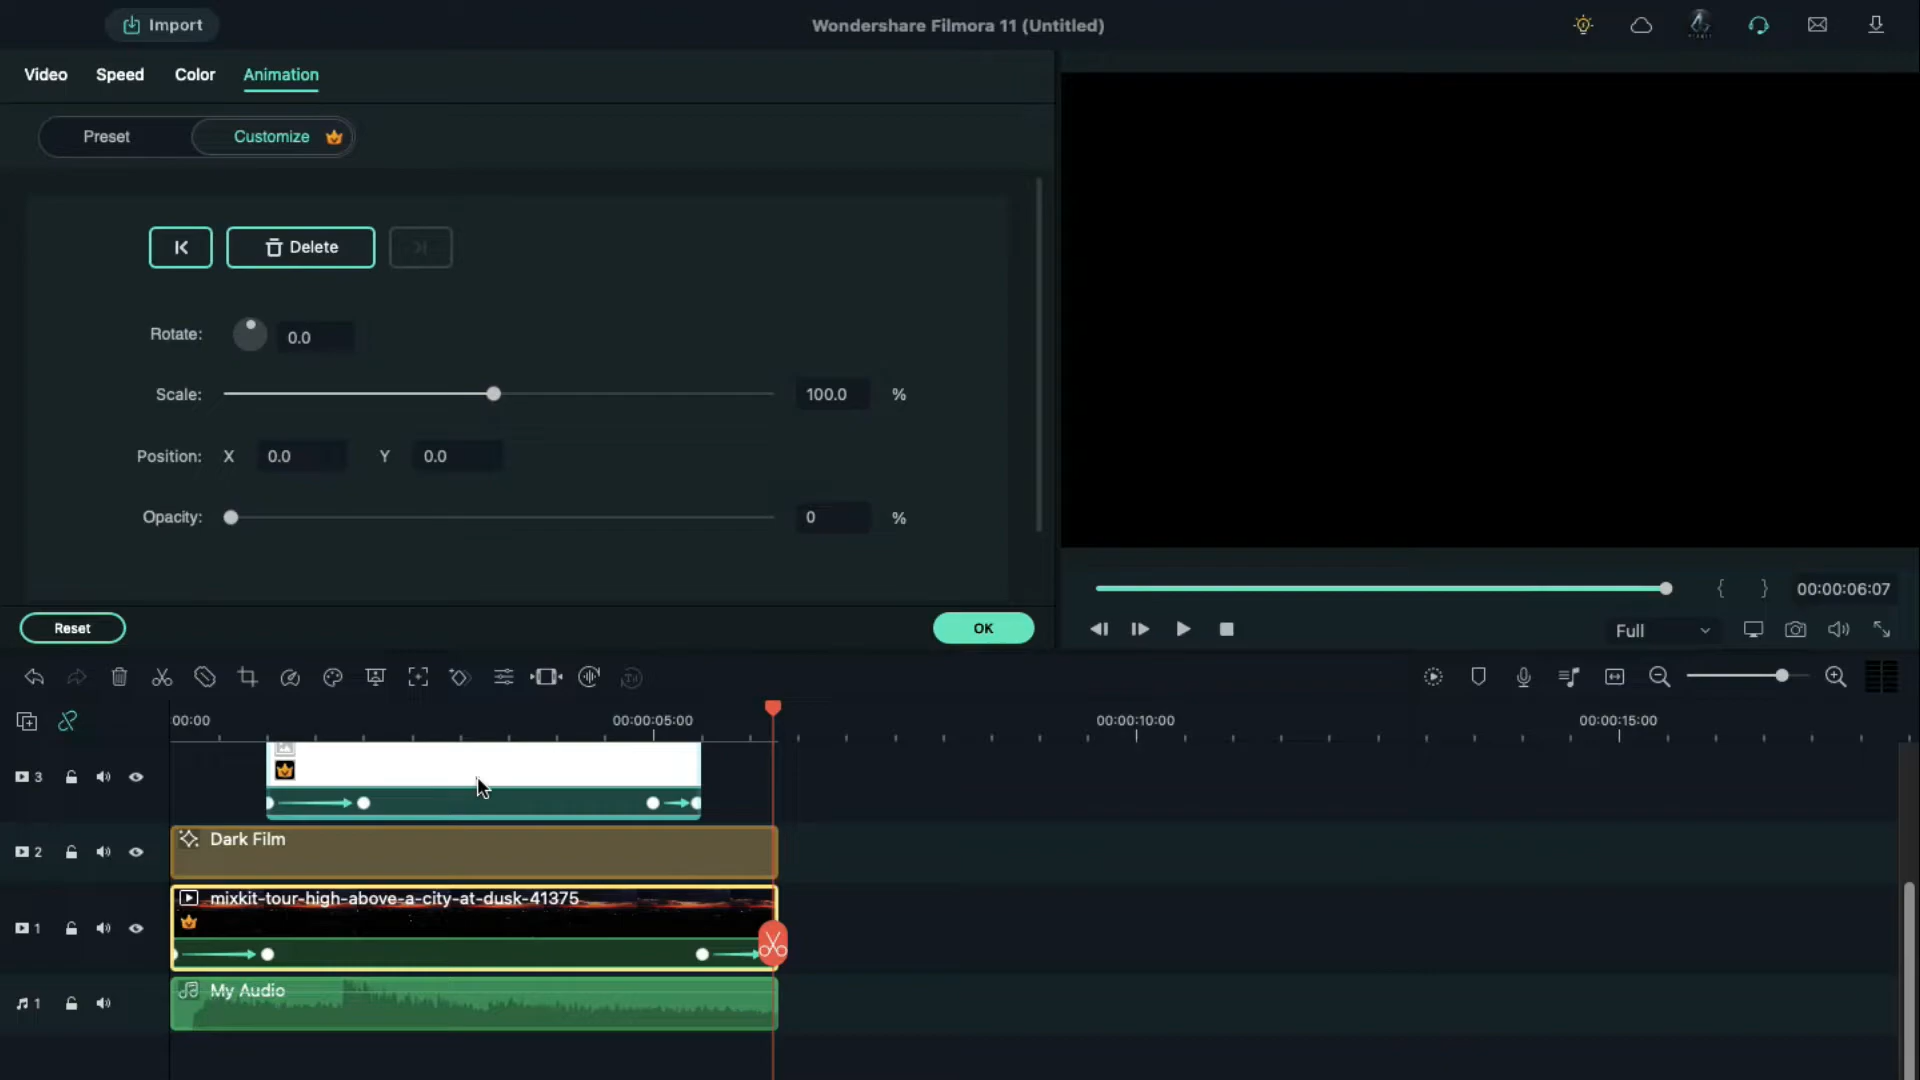 Import
Wondershare Filmora 11 (Untitled)
Video Speed Color Animation
Preset Customize
Delete
Rotate: 0.0
Scale: 100.0 %
Position: X 0.0 Y 0.0
Opacity: 0 %
Reset OK
00:00:06:07
Full
00:00 00:00:05:00 00:00:10:00 00:00:15:00
3
2 Dark Film
mixkit-tour-high-above-a-city-at-dusk-41375
1
My Audio
1